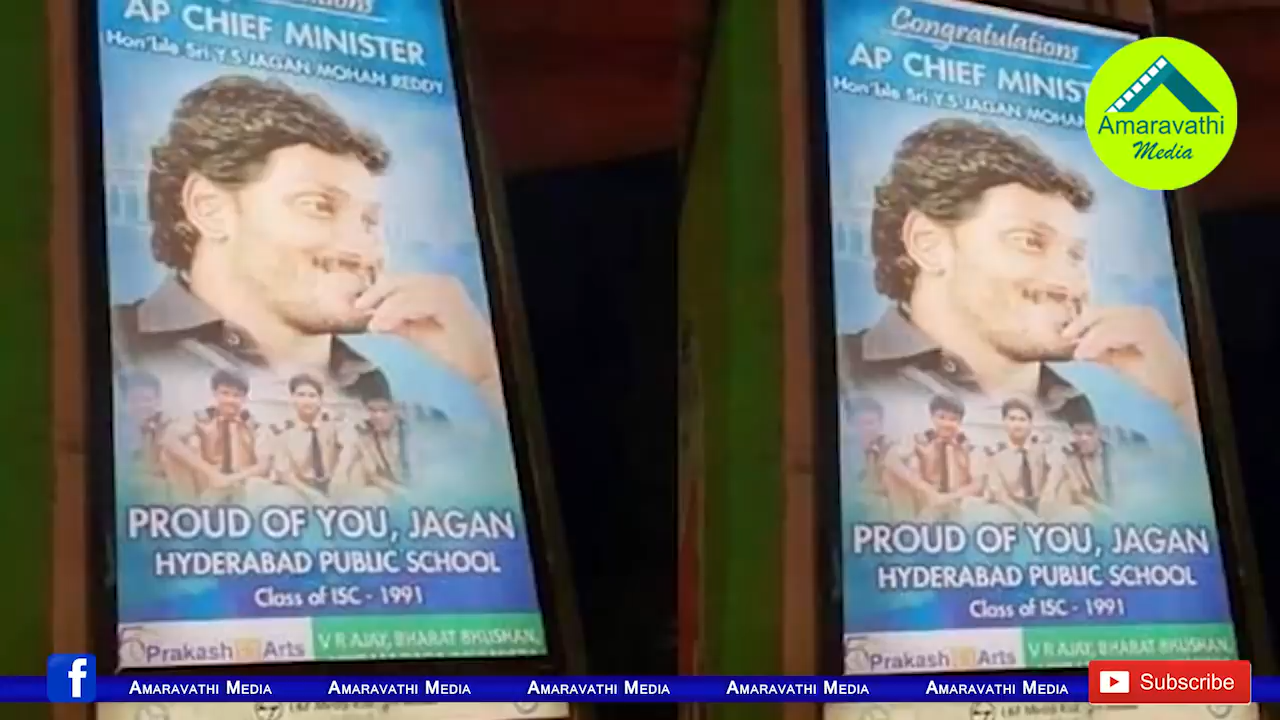 Congratulations
AP CHIEF MINISTER
Hon'ble Sri Y.S JAGAN MOHAN REDDY
PROUD OF YOU, JAGAN
HYDERABAD PUBLIC SCHOOL
Class of ISC - 1991
Prakash Arts
V R AJAY, BHARAT BHUSHAN,
Congratulations
AP CHIEF MINIST
Hon'ble Sri Y.S JAGAN MOHAN
PROUD OF YOU, JAGAN
HYDERABAD PUBLIC SCHOOL
Class of ISC - 1991
Prakash Arts
V R AJAY, BHARAT BHUSHAN,
Amaravathi
Media
f AMARAVATHI MEDIA AMARAVATHI MEDIA AMARAVATHI MEDIA AMARAVATHI MEDIA AMARAVATHI MEDIA
Subscribe